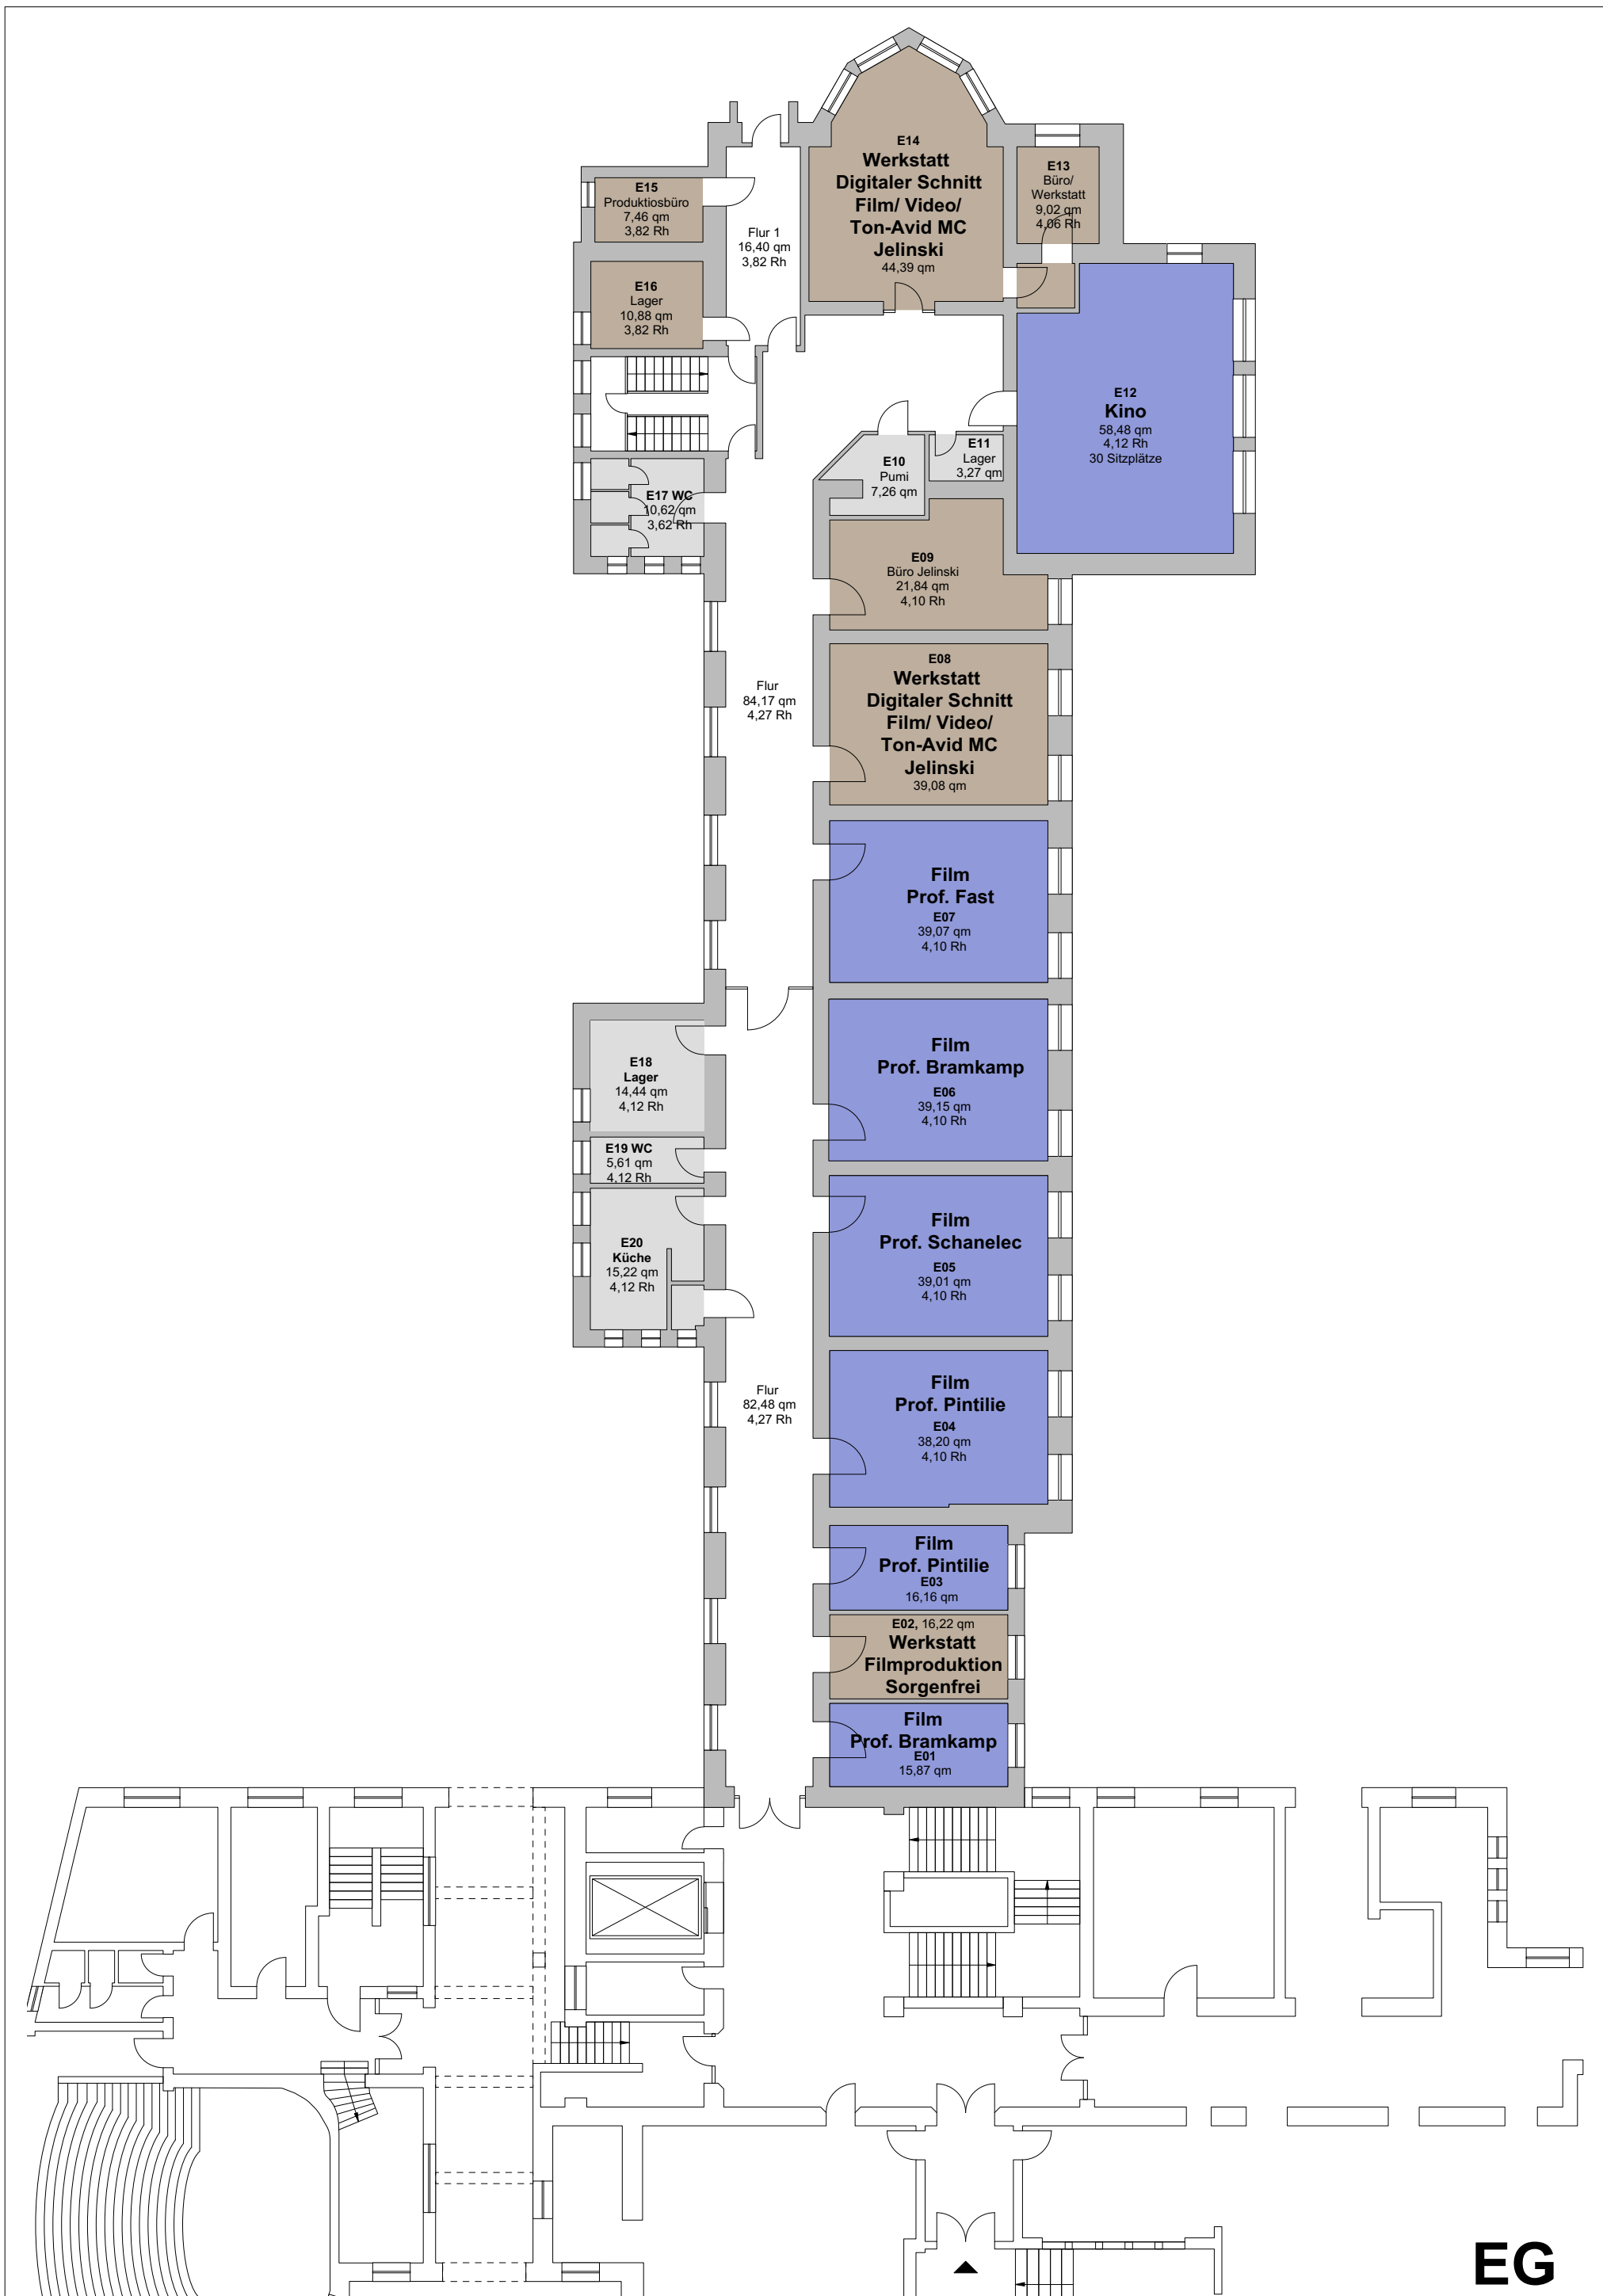 E14
Werkstatt
Digitaler Schnitt
Film/ Video/
Ton-Avid MC
Jelinski
44,39 qm
E13
Büro/
Werkstatt
9,02 qm
4,06 Rh
E15
Produktiosbüro
7,46 qm
3,82 Rh
Flur 1
16,40 qm
3,82 Rh
E16
Lager
10,88 qm
3,82 Rh
E12
Kino
58,48 qm
4,12 Rh
30 Sitzplätze
E11
Lager
3,27 qm
E10
Pumi
7,26 qm
E17 WC
10,62 qm
3,62 Rh
E09
Büro Jelinski
21,84 qm
4,10 Rh
E08
Werkstatt
Digitaler Schnitt
Film/ Video/
Ton-Avid MC
Jelinski
39,08 qm
Flur
84,17 qm
4,27 Rh
Film
Prof. Fast
E07
39,07 qm
4,10 Rh
Film
Prof. Bramkamp
E06
39,15 qm
4,10 Rh
E18
Lager
14,44 qm
4,12 Rh
E19 WC
5,61 qm
4,12 Rh
Film
Prof. Schanelec
E05
39,01 qm
4,10 Rh
E20
Küche
15,22 qm
4,12 Rh
Film
Prof. Pintilie
E04
38,20 qm
4,10 Rh
Flur
82,48 qm
4,27 Rh
Film
Prof. Pintilie
E03
16,16 qm
E02, 16,22 qm
Werkstatt
Filmproduktion
Sorgenfrei
Film
Prof. Bramkamp
E01
15,87 qm
EG